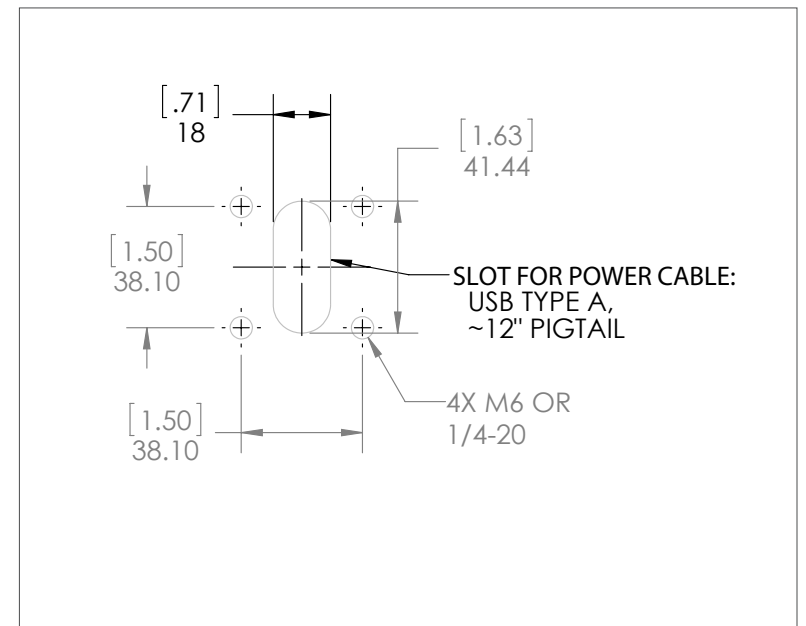 [.71]
18
[1.63]
41.44
[1.50]
38.10
SLOT FOR POWER CABLE:
USB TYPE A,
~12" PIGTAIL
4X M6 OR
1/4-20
[1.50]
38.10